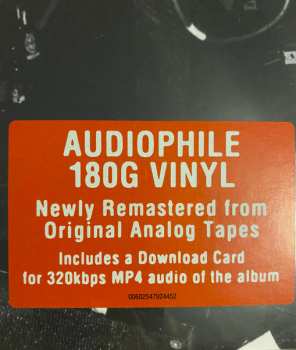 AUDIOPHILE
180G VINYL
Newly Remastered from
Original Analog Tapes
Includes a Download Card
for 320kbps MP4 audio of the album
00602547924452